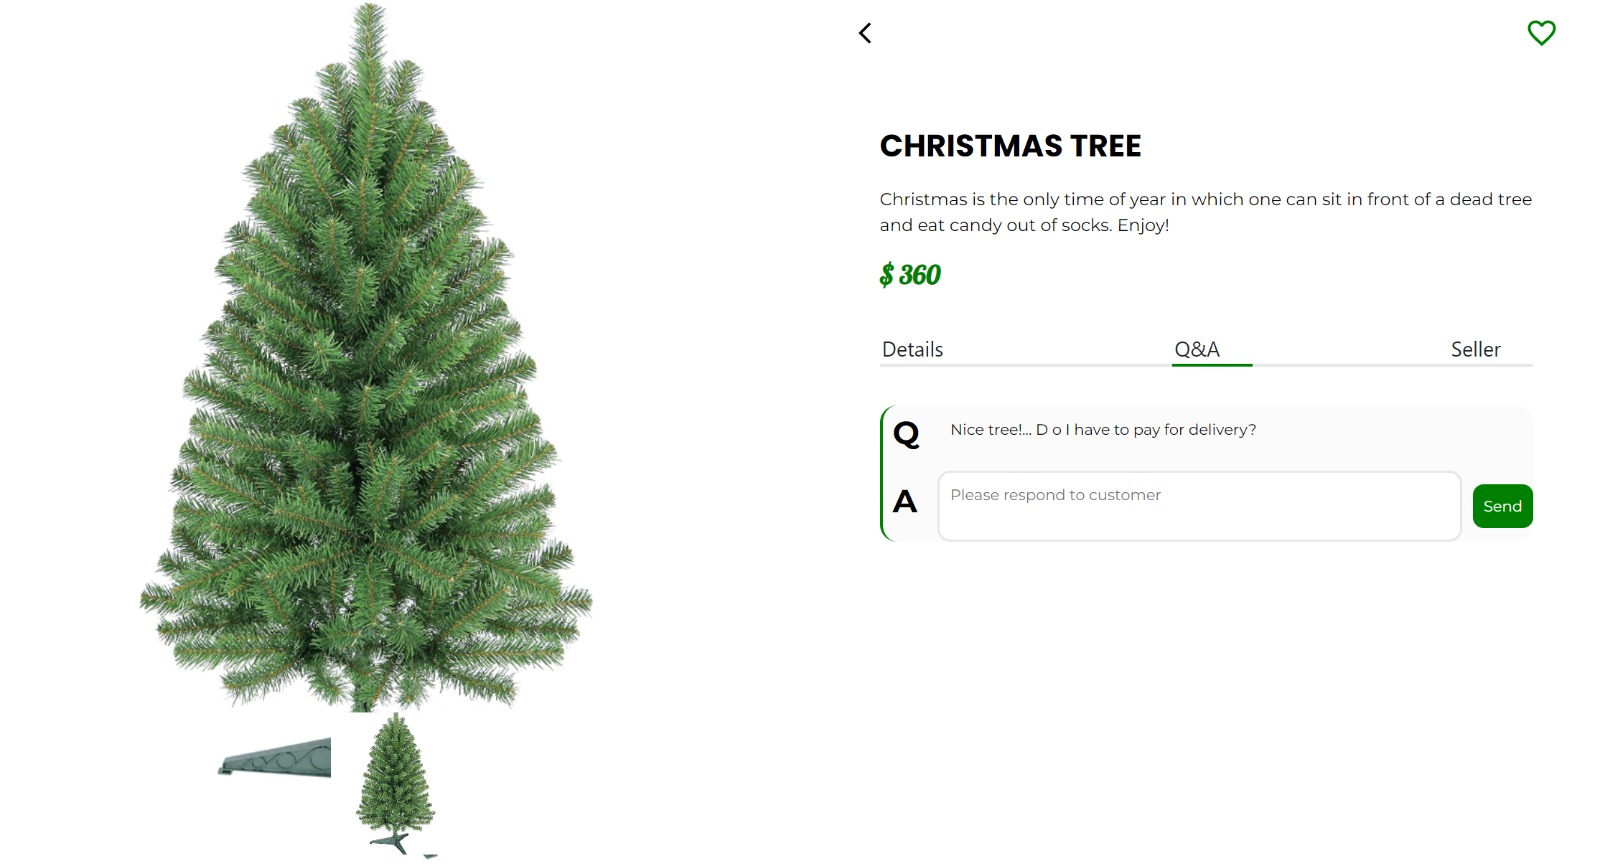 CHRISTMAS TREE
Christmas is the only time of year in which one can sit in front of a dead tree
and eat candy out of socks. Enjoy!
$ 360
Details
Q&A
Seller
Q
Nice tree!... D o I have to pay for delivery?
A
Please respond to customer
Send